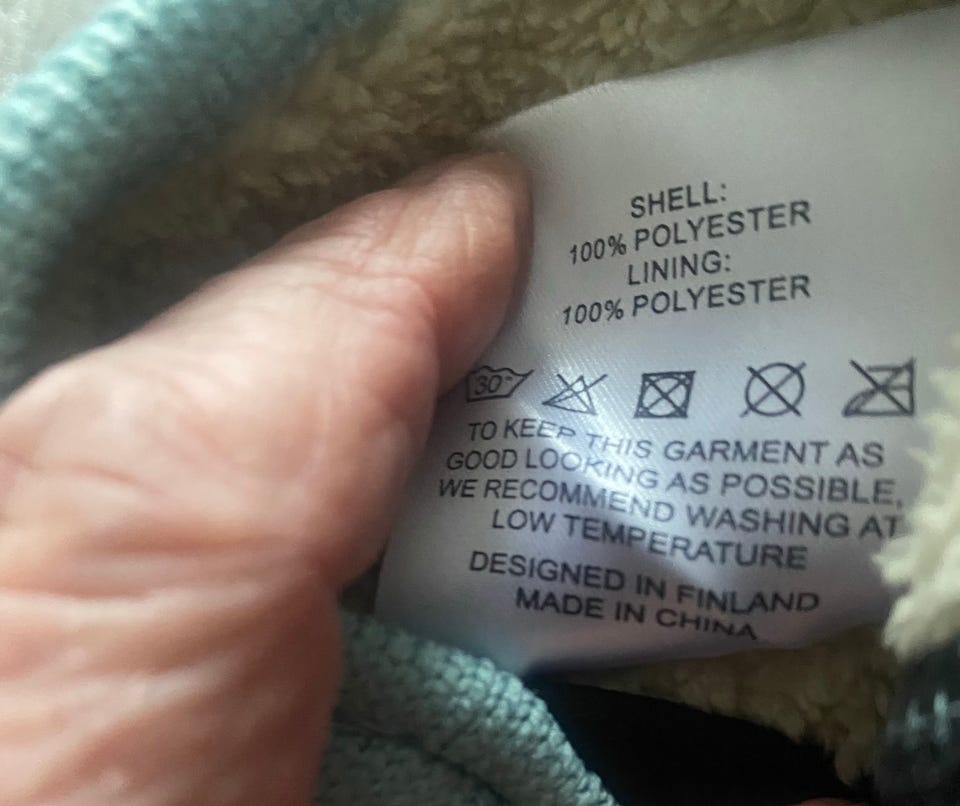 SHELL:
100% POLYESTER
LINING:
100% POLYESTER
30°
TO KEEP THIS GARMENT AS
GOOD LOOKING AS POSSIBLE,
WE RECOMMEND WASHING AT
LOW TEMPERATURE
DESIGNED IN FINLAND
MADE IN CHINA